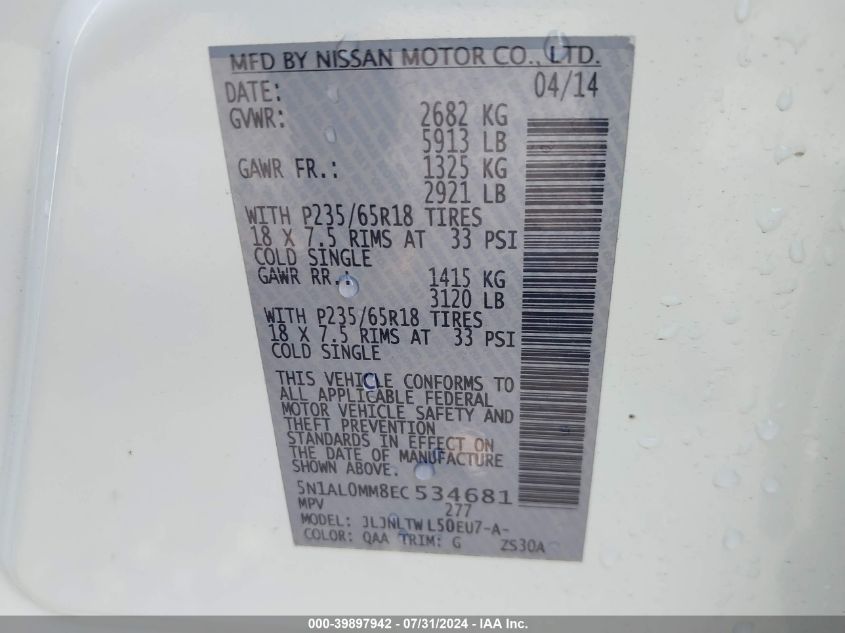 MFD BY NISSAN MOTOR CO., LTD.
DATE: 04/14
GVWR: 2682 KG
5913 LB
GAWR FR.: 1325 KG
2921 LB
WITH P235/65R18 TIRES
18 X 7.5 RIMS AT 33 PSI
COLD SINGLE
GAWR RR.: 1415 KG
3120 LB
WITH P235/65R18 TIRES
18 X 7.5 RIMS AT 33 PSI
COLD SINGLE
THIS VEHICLE CONFORMS TO
ALL APPLICABLE FEDERAL
MOTOR VEHICLE SAFETY AND
THEFT PREVENTION
STANDARDS IN EFFECT ON
THE DATE OF MANUFACTURE
SHOWN ABOVE.
5N1AL0MM8EC 534681
MPV 277
MODEL: JLJNLTW L50EU7-A-
COLOR: QAA TRIM: G ZS30A
000-39897942 / 07/31/2024 - IAA Inc.